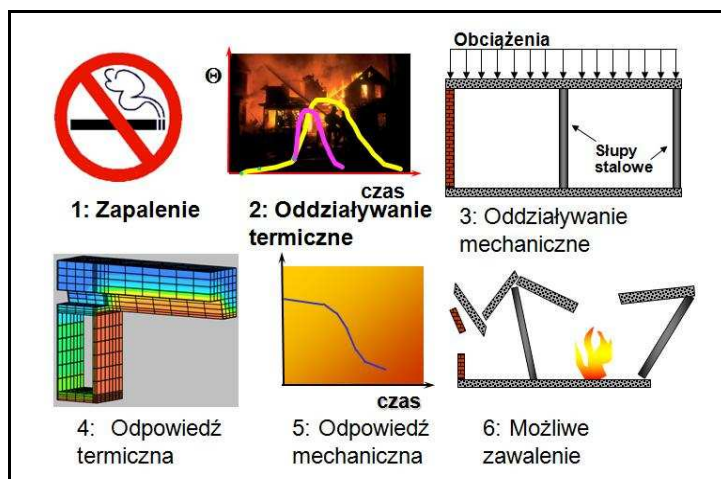 Θ
czas
Obciążenia
Słupy
stalowe
1: Zapalenie
2: Oddziaływanie
termiczne
3: Oddziaływanie
mechaniczne
czas
4: Odpowiedź
termiczna
5: Odpowiedź
mechaniczna
6: Możliwe
zawalenie